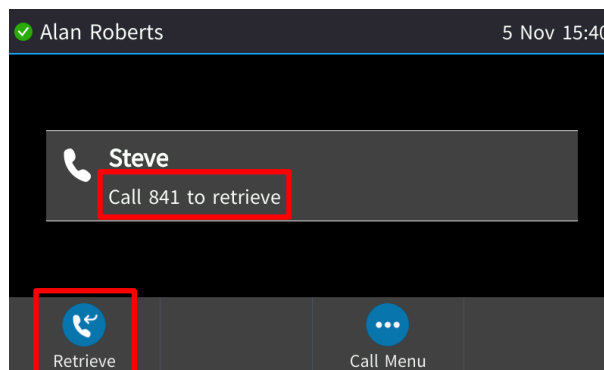 Alan Roberts 5 Nov 15:40
Steve
Call 841 to retrieve
Retrieve Call Menu